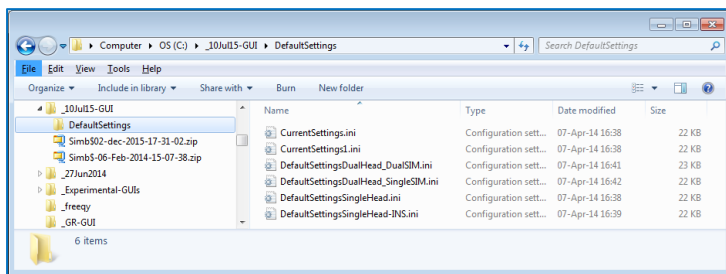 Computer ▸ OS (C:) ▸ _10Jul15-GUI ▸ DefaultSettings
Search DefaultSettings
File Edit View Tools Help
Organize Include in library Share with Burn New folder
_10Jul15-GUI
DefaultSettings
Simb$02-dec-2015-17-31-02.zip
Simb$-06-Feb-2014-15-07-38.zip
_27Jun2014
_Experimental-GUIs
_freeqy
_GR-GUI
Name Type Date modified Size
CurrentSettings.ini Configuration sett... 07-Apr-14 16:38 22 KB
CurrentSettings1.ini Configuration sett... 07-Apr-14 16:38 22 KB
DefaultSettingsDualHead_DualSIM.ini Configuration sett... 07-Apr-14 16:41 23 KB
DefaultSettingsDualHead_SingleSIM.ini Configuration sett... 07-Apr-14 16:42 22 KB
DefaultSettingsSingleHead.ini Configuration sett... 07-Apr-14 16:38 22 KB
DefaultSettingsSingleHead-INS.ini Configuration sett... 07-Apr-14 16:39 22 KB
6 items